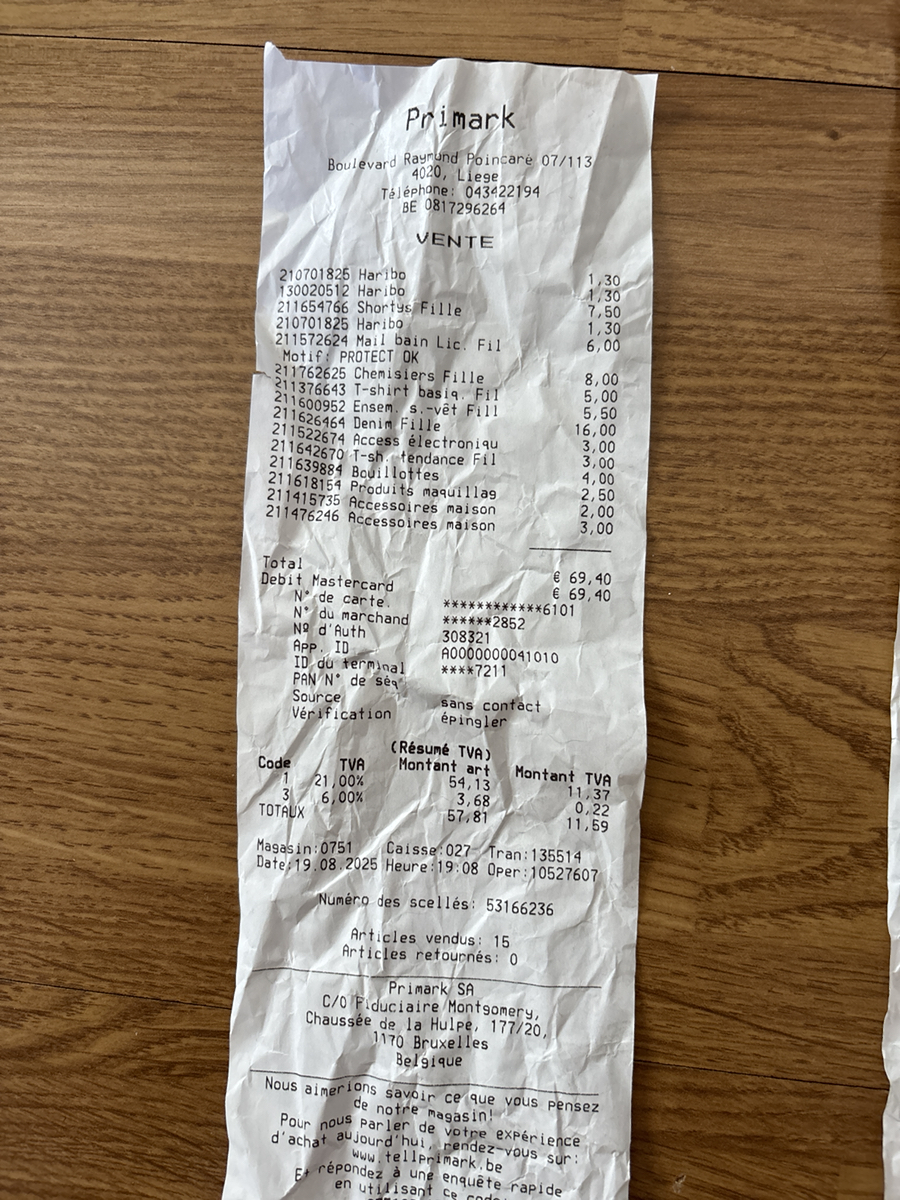 Primark
Boulevard Raymond Poincaré 07/113
4020, Liege
Téléphone: 043422194
BE 0817296264
VENTE
210701825 Haribo 1,30
130020512 Haribo 1,30
211654766 Shortys Fille 7,50
210701825 Haribo 1,30
211572624 Mail bain Lic. Fil 6,00
Motif: PROTECT OK
211762625 Chemisiers Fille 8,00
211376643 T-shirt basiq. Fil 5,00
211600952 Ensem. s.-vêt Fill 5,50
211626464 Denim Fille 16,00
211522674 Access électroniqu 3,00
211642670 T-sh. tendance Fil 3,00
211639884 Bouillottes 4,00
211618154 Produits maquillag 2,50
211415735 Accessoires maison 2,00
211476246 Accessoires maison 3,00
Total € 69,40
Debit Mastercard € 69,40
N° de carte. ************6101
N° du marchand ******2852
Nº d'Auth 308321
App. ID A0000000041010
ID du terminal ****7211
PAN N° de séq
Source sans contact
Vérification épingler
(Résumé TVA)
Code TVA Montant art Montant TVA
1 21,00% 54,13 11,37
3 6,00% 3,68 0,22
TOTAUX 57,81 11,59
Magasin:0751 Caisse:027 Tran:135514
Date:19.08.2025 Heure:19:08 Oper:10527607
Numéro des scellés: 53166236
Articles vendus: 15
Articles retournés: 0
Primark SA
C/O Fiduciaire Montgomery,
Chaussée de la Hulpe, 177/20,
1170 Bruxelles
Belgique
Nous aimerions savoir ce que vous pensez
de notre magasin!
Pour nous parler de votre expérience
d'achat aujourd'hui, rendez-vous sur:
www.tellprimark.be
Et répondez à une enquête rapide
en utilisant ce code